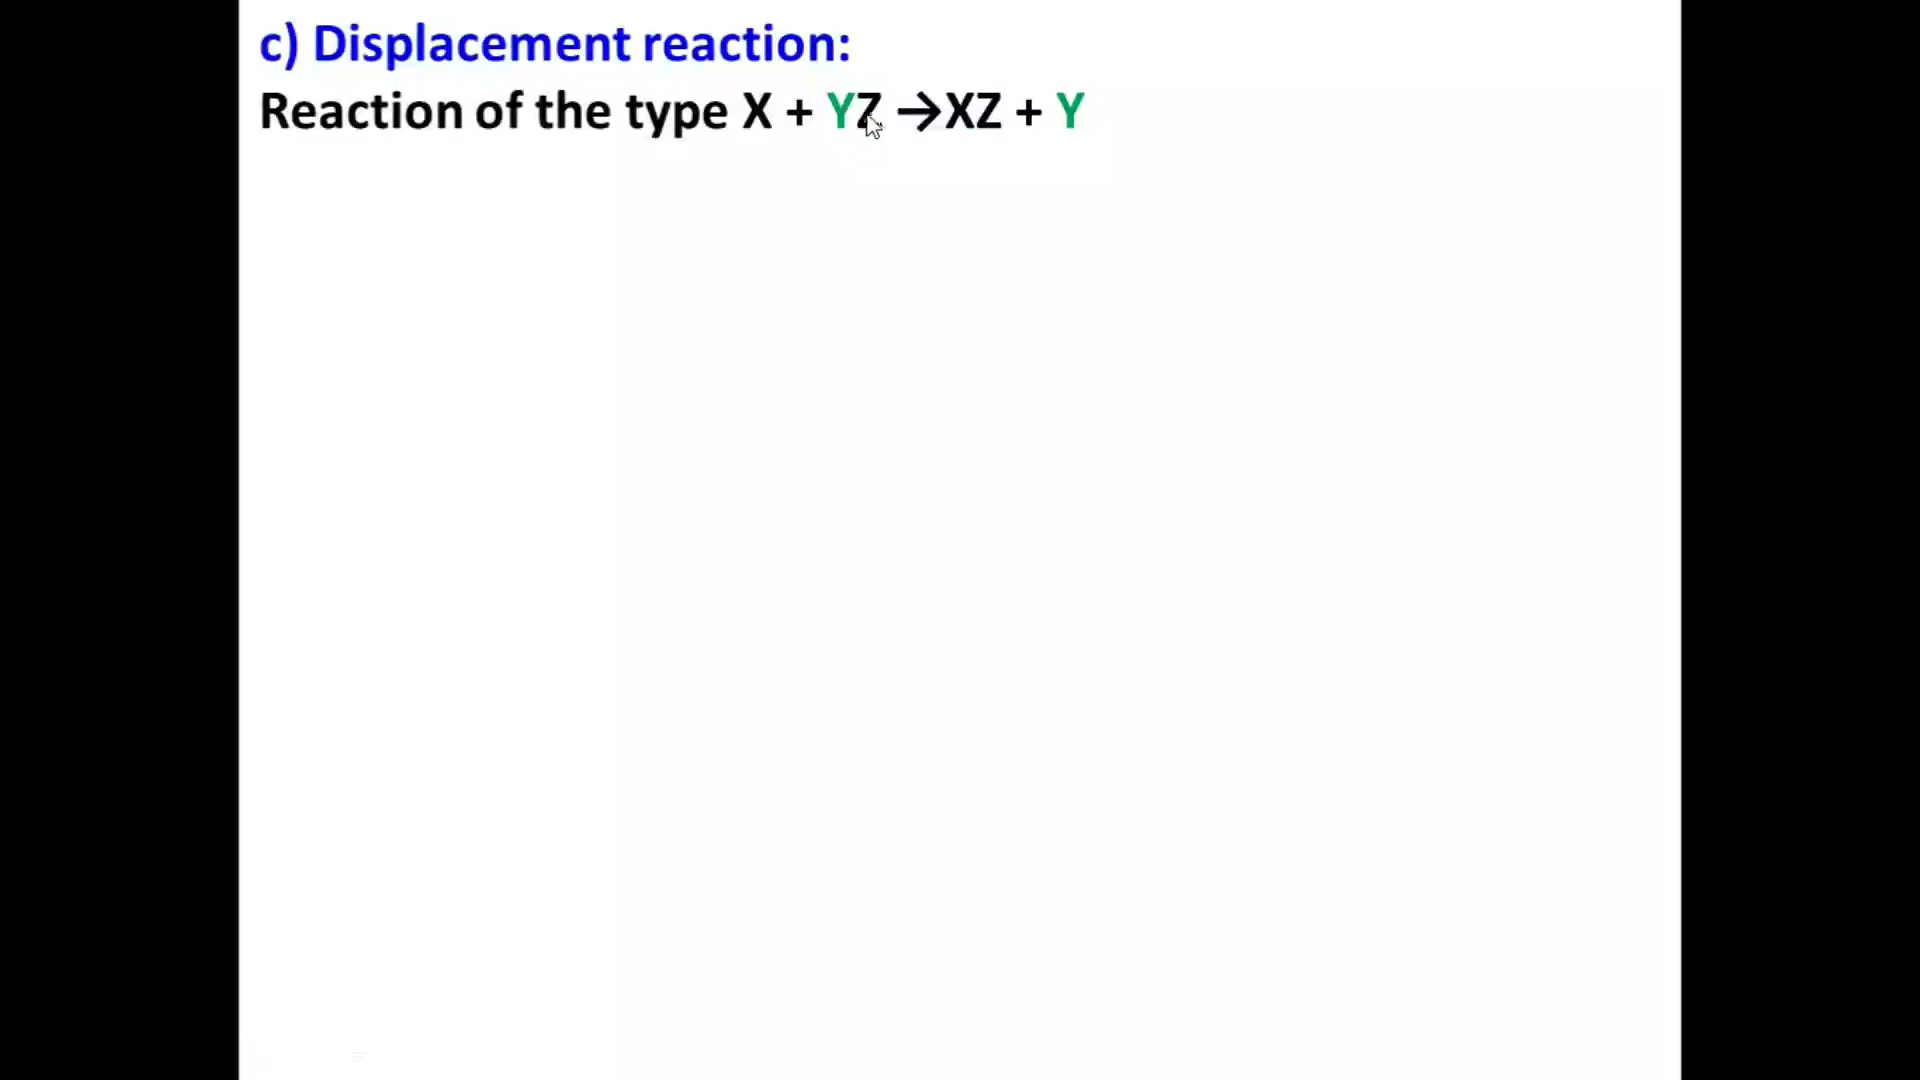 c) Displacement reaction:
Reaction of the type X + YZ →XZ + Y